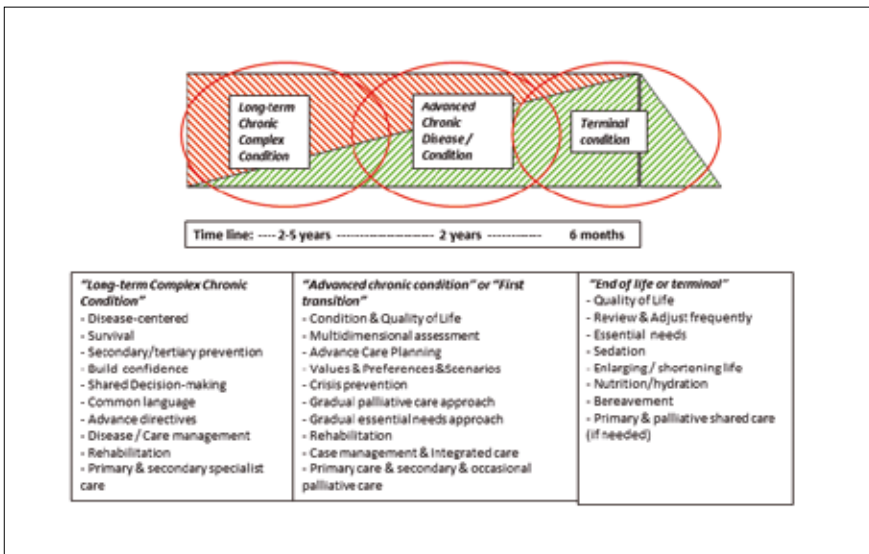 Long-term
Chronic
Complex
Condition
Advanced
Chronic
Disease /
Condition
Terminal
condition
Time line: ---- 2-5 years ------------------------ 2 years ------------- 6 months
"Long-term Complex Chronic
Condition"
- Disease-centered
- Survival
- Secondary/tertiary prevention
- Build confidence
- Shared Decision-making
- Common language
- Advance directives
- Disease / Care management
- Rehabilitation
- Primary & secondary specialist
care
"Advanced chronic condition" or "First
transition"
- Condition & Quality of Life
- Multidimensional assessment
- Advance Care Planning
- Values & Preferences&Scenarios
- Crisis prevention
- Gradual palliative care approach
- Gradual essential needs approach
- Rehabilitation
- Case management & Integrated care
- Primary care & secondary & occasional
palliative care
"End of life or terminal"
- Quality of Life
- Review & Adjust frequently
- Essential needs
- Sedation
- Enlarging / shortening life
- Nutrition/hydration
- Bereavement
- Primary & palliative shared care
(if needed)